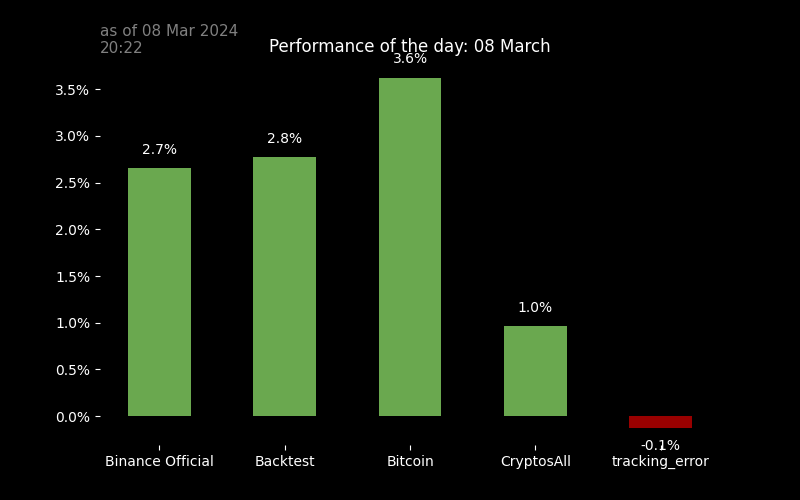 as of 08 Mar 2024
20:22
Performance of the day: 08 March
3.6%
3.5%
3.0%
2.8%
2.7%
2.5%
2.0%
1.5%
1.0%
1.0%
0.5%
0.0%
-0.1%
Binance Official
Backtest
Bitcoin
CryptosAll
tracking_error